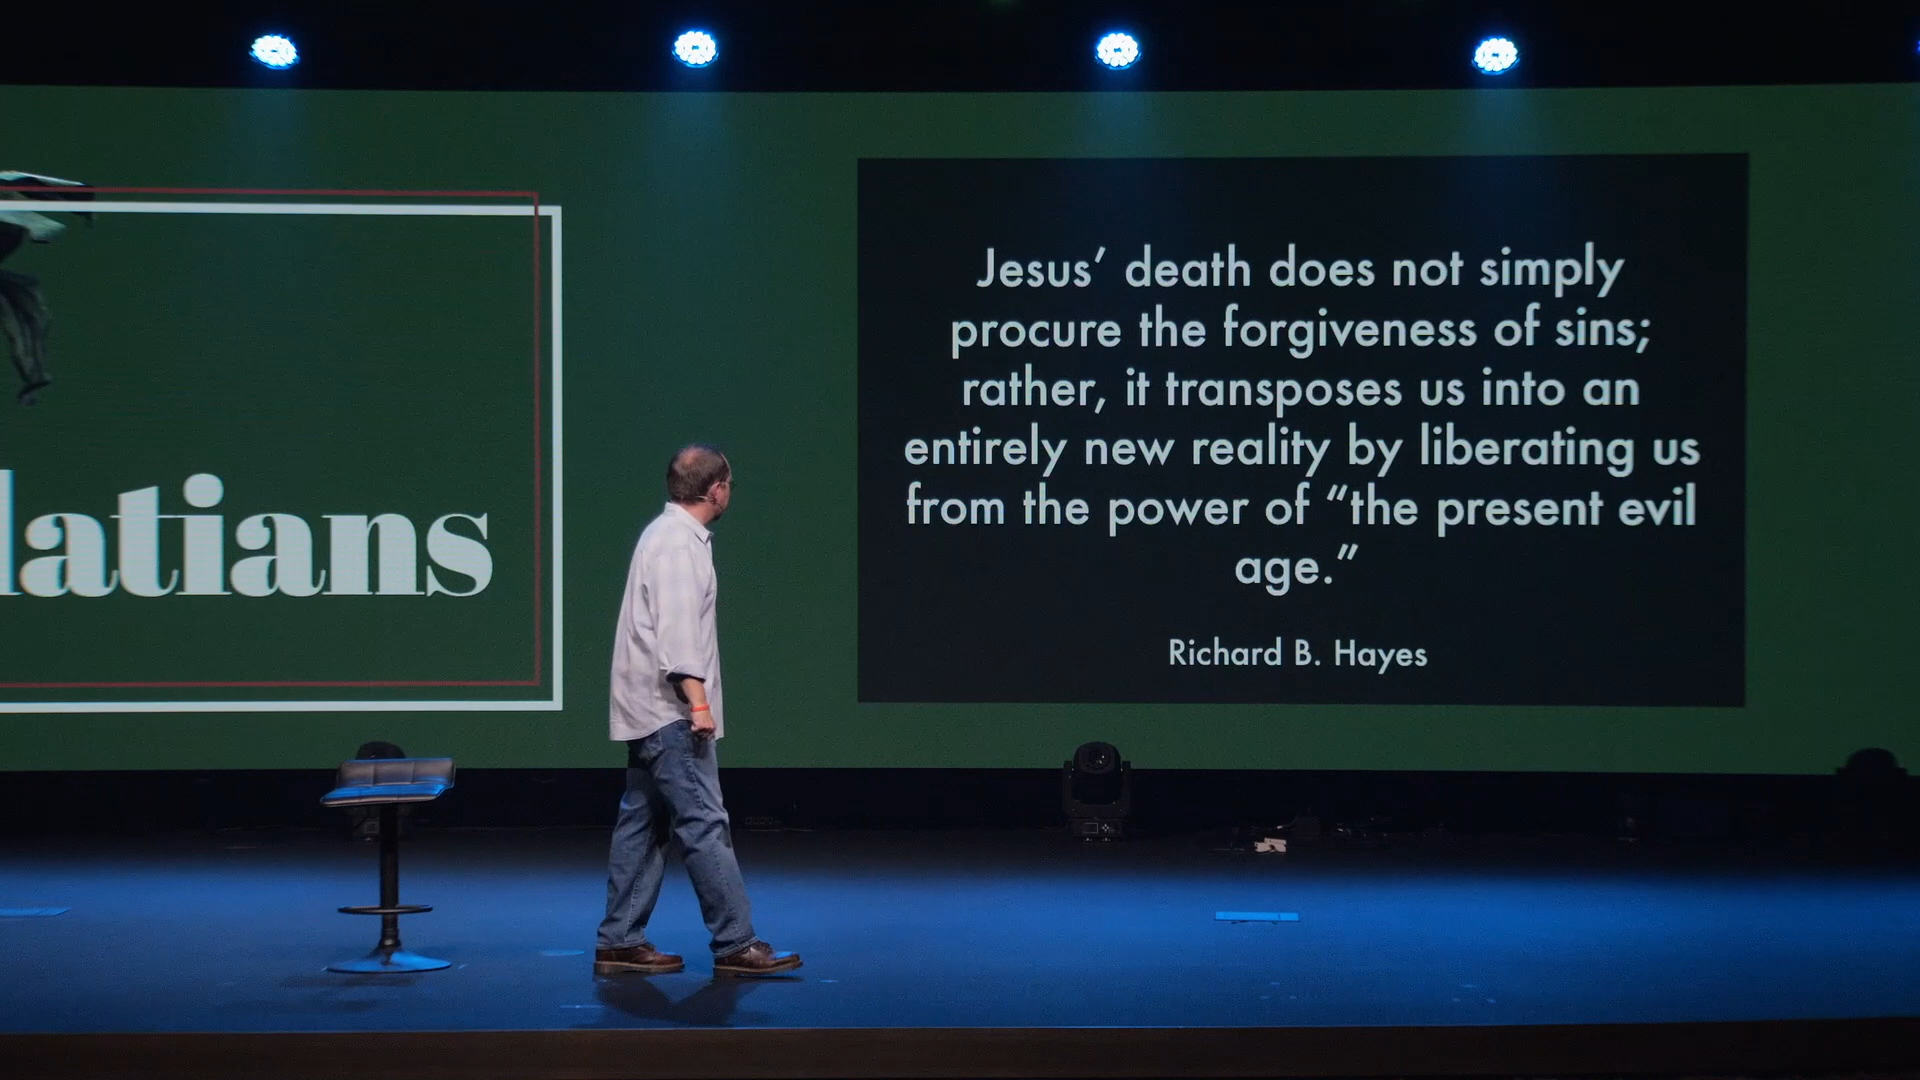 latians
Jesus’ death does not simply
procure the forgiveness of sins;
rather, it transposes us into an
entirely new reality by liberating us
from the power of “the present evil
age.”
Richard B. Hayes